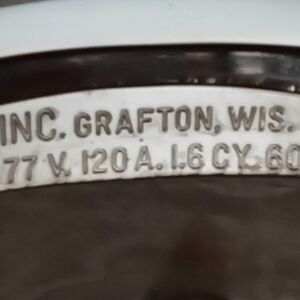 INC. GRAFTON, WIS.
77 V. 120 A. 1.6 CY. 60